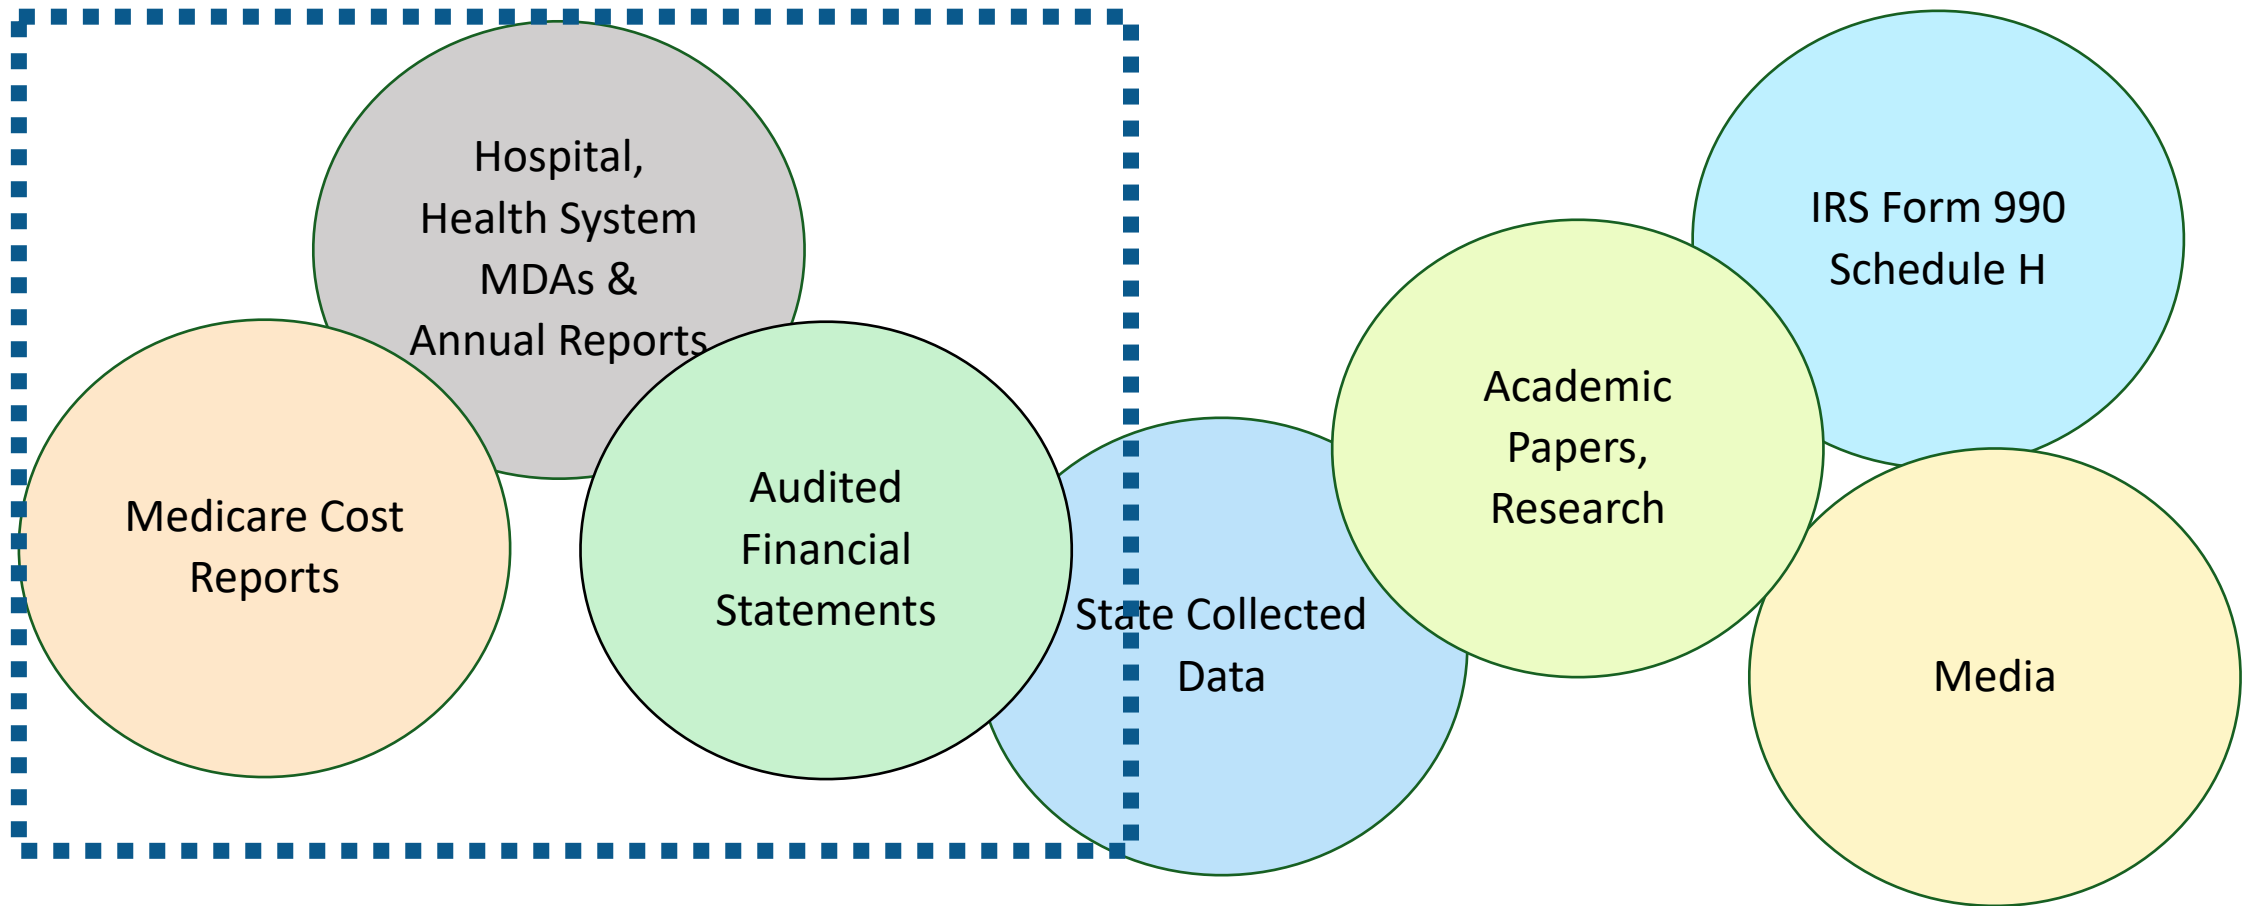 Hospital,
Health System
MDAs &
Annual Reports
Medicare Cost
Reports
Audited
Financial
Statements
State Collected
Data
Academic
Papers,
Research
IRS Form 990
Schedule H
Media